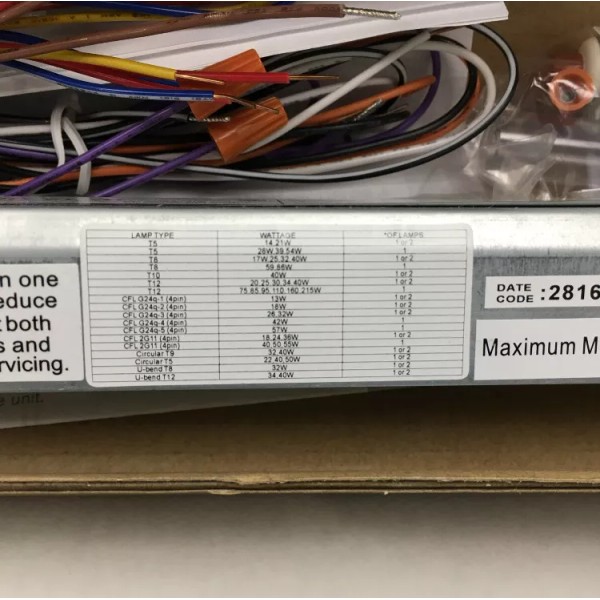 n one
educe
t both
s and
rvicing.
LAMP TYPE WATTAGE *OF LAMPS
T5 14,21W 1 or 2
T5 28W,39,54W 1
T8 17W,25,32,40W 1 or 2
T8 59,86W 1
T10 40W 1 or 2
T12 20,25,30,34,40W 1 or 2
T12 75,85,95,110,160,215W 1
CFL G24q-1 (4pin) 13W 1 or 2
CFL G24q-2 (4pin) 18W 1 or 2
CFL G24q-3 (4pin) 26,32W 1 or 2
CFL G24q-4 (4pin) 42W 1
CFL G24q-5 (4pin) 57W 1
CFL 2G11 (4pin) 18,24,36W 1 or 2
CFL 2G11 (4pin) 40,50,55W 1
Circular T9 32,40W 1 or 2
Circular T5 22,40,50W 1 or 2
U-bend T8 32W 1 or 2
U-bend T12 34,40W 1 or 2
DATE
CODE :2816
Maximum M
e unit.